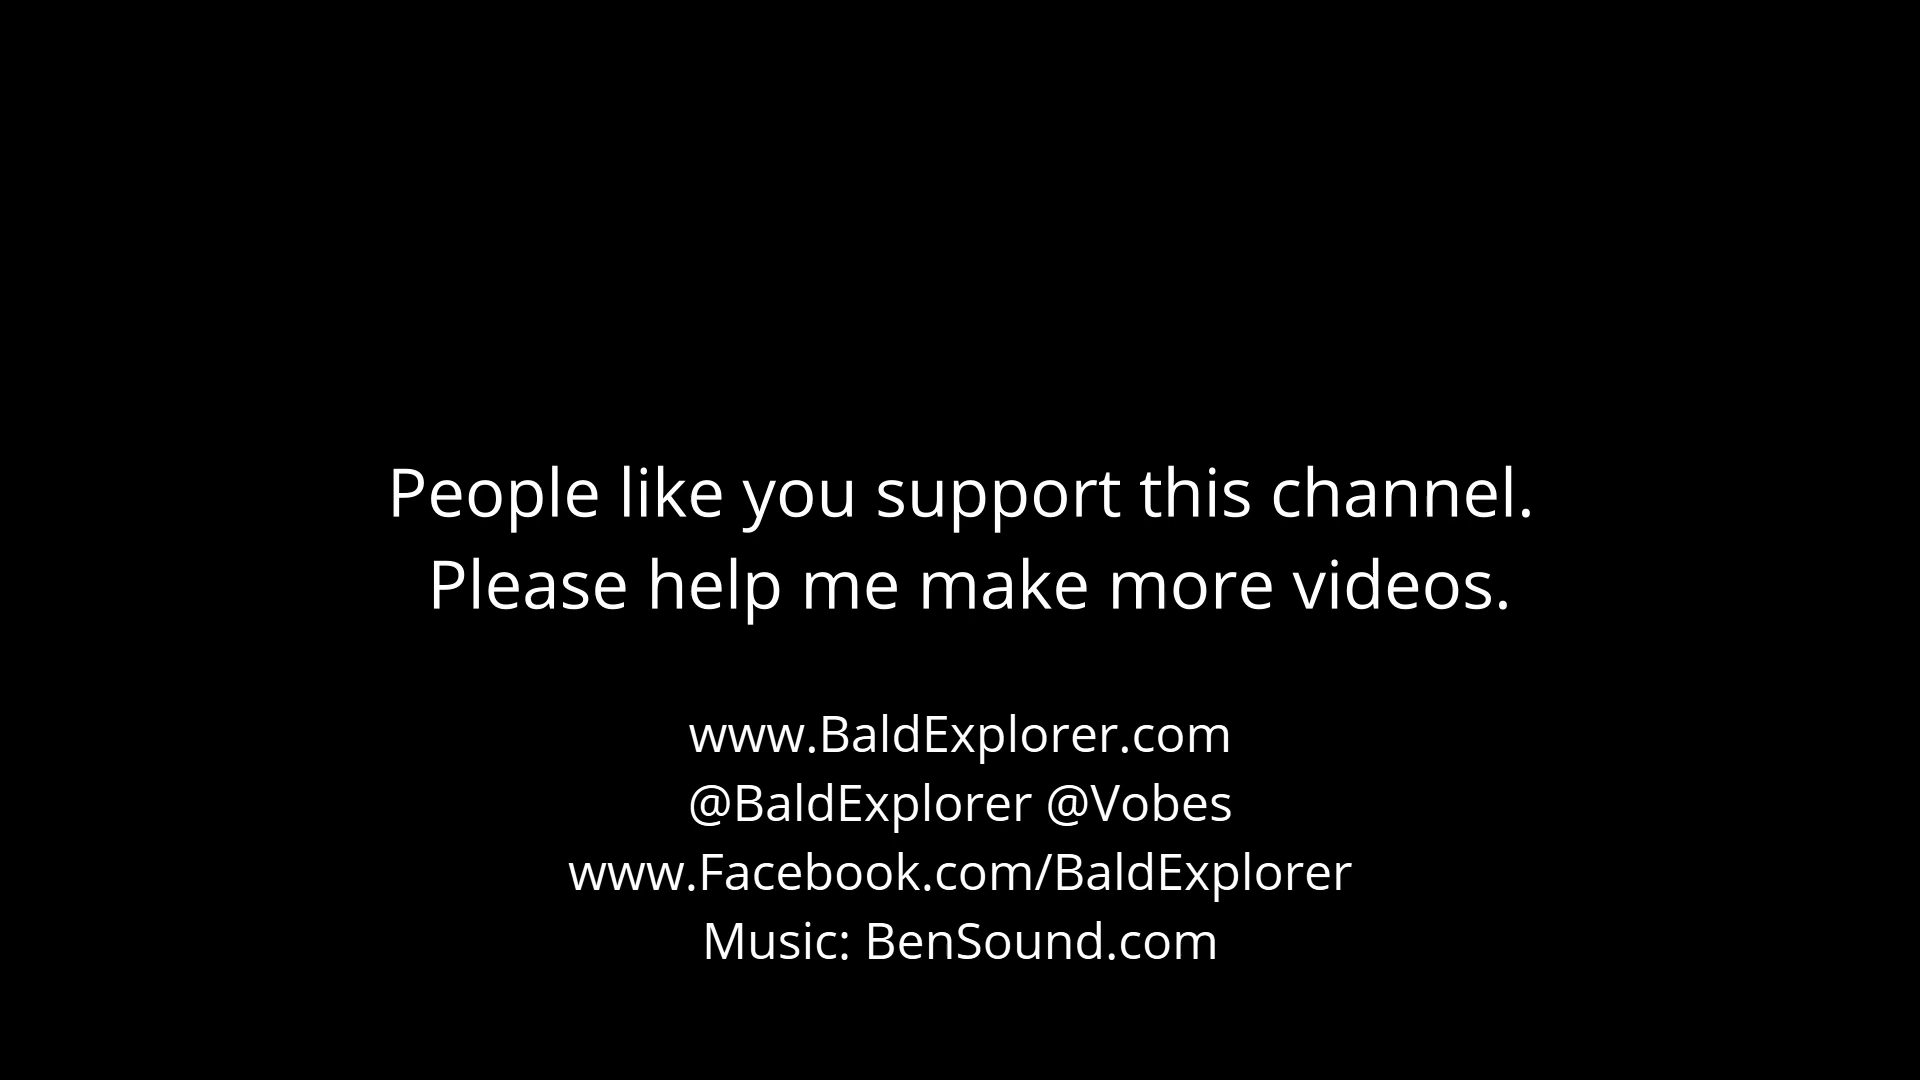 People like you support this channel.
Please help me make more videos.
www.BaldExplorer.com
@BaldExplorer @Vobes
www.Facebook.com/BaldExplorer
Music: BenSound.com